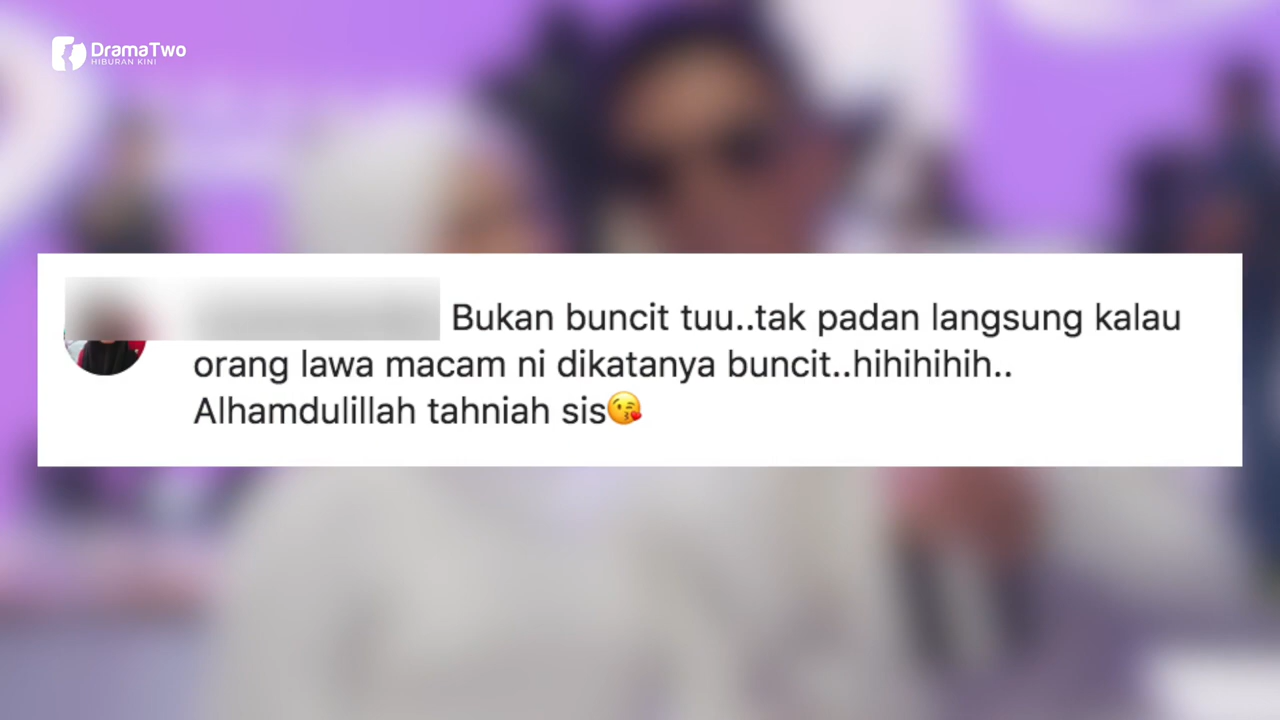 DramaTwo
HIBURAN KINI
Bukan buncit tuu..tak padan langsung kalau
orang lawa macam ni dikatanya buncit..hihihihih..
Alhamdulillah tahniah sis😘